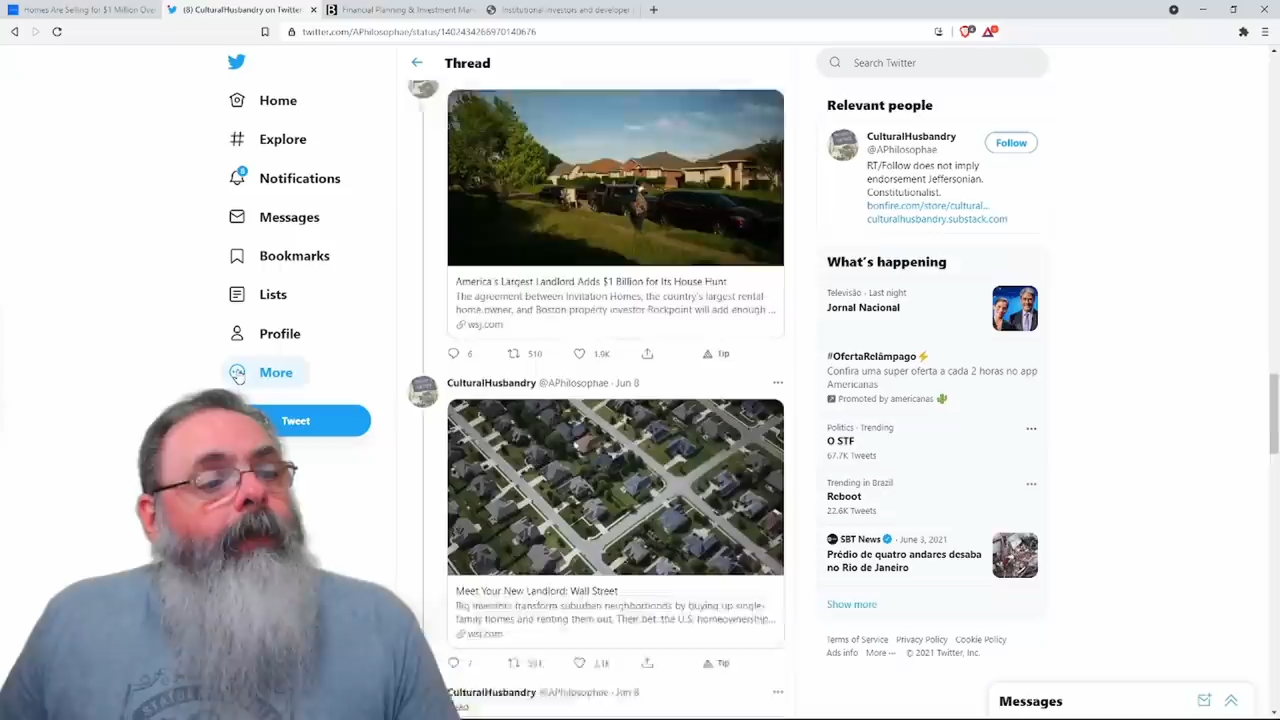 Homes Are Selling for $1 Million Over
(8) CulturalHusbandry on Twitter
Financial Planning & Investment Man
Institutional investors and developer
twitter.com/APhilosophae/status/1402434266970140676
Home
Explore
8
Notifications
Messages
Bookmarks
Lists
Profile
More
Tweet
Thread
America's Largest Landlord Adds $1 Billion for Its House Hunt
The agreement between Invitation Homes, the country's largest rental
home owner, and Boston property investor Rockpoint will add enough ...
wsj.com
6 510 1.9K Tip
CulturalHusbandry @APhilosophae · Jun 8
Meet Your New Landlord: Wall Street
Big investors transform suburban neighborhoods by buying up single-
family homes and renting them out. Their bet: the U.S. homeownership...
wsj.com
7 Tip
CulturalHusbandry @APhilosophae · Jun 8
Search Twitter
Relevant people
CulturalHusbandry
@APhilosophae
Follow
RT/Follow does not imply
endorsement Jeffersonian.
Constitutionalist.
bonfire.com/store/cultural...
culturalhusbandry.substack.com
What's happening
Televisão · Last night
Jornal Nacional
#OfertaRelâmpago⚡
Confira uma super oferta a cada 2 horas no app
Americanas
Promoted by americanas 🌵
Politics · Trending
O STF
67.7K Tweets
Trending in Brazil
Reboot
22.6K Tweets
SBT News · June 3, 2021
Prédio de quatro andares desaba
no Rio de Janeiro
Show more
Terms of Service Privacy Policy Cookie Policy
Ads info More ··· © 2021 Twitter, Inc.
Messages